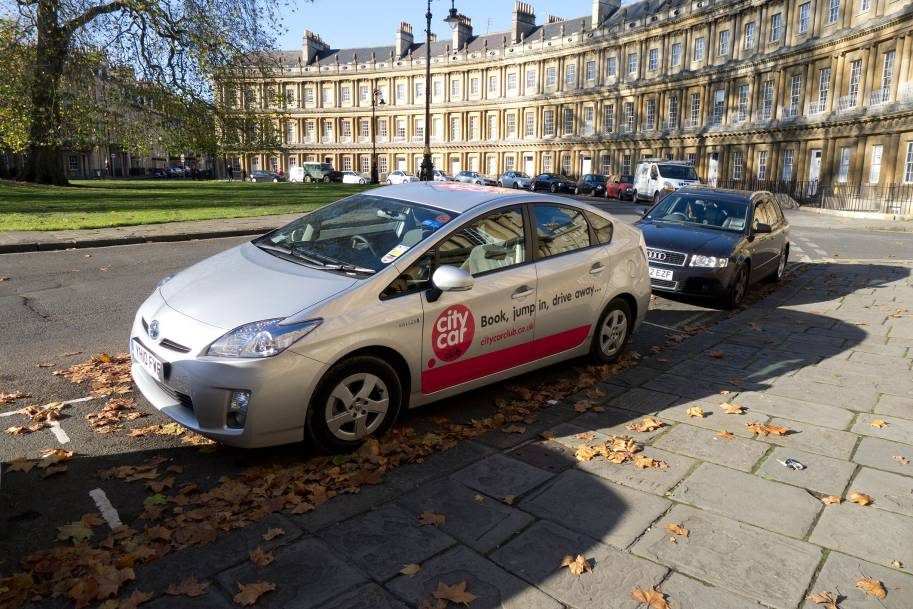 city
car
club
Book, jump in, drive away...
citycarclub.co.uk